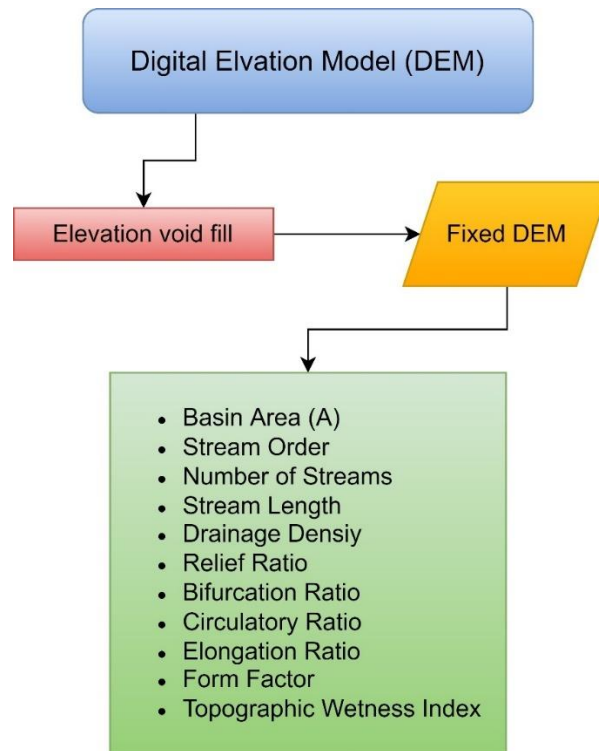 Digital Elvation Model (DEM)
Elevation void fill
Fixed DEM
• Basin Area (A)
• Stream Order
• Number of Streams
• Stream Length
• Drainage Densiy
• Relief Ratio
• Bifurcation Ratio
• Circulatory Ratio
• Elongation Ratio
• Form Factor
• Topographic Wetness Index